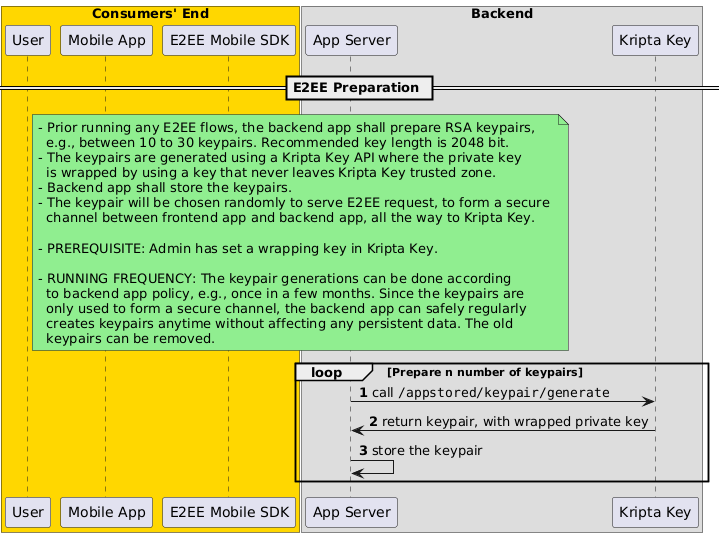 Consumers' End
Backend
User
Mobile App
E2EE Mobile SDK
App Server
Kripta Key
E2EE Preparation
- Prior running any E2EE flows, the backend app shall prepare RSA keypairs,
e.g., between 10 to 30 keypairs. Recommended key length is 2048 bit.
- The keypairs are generated using a Kripta Key API where the private key
is wrapped by using a key that never leaves Kripta Key trusted zone.
- Backend app shall store the keypairs.
- The keypair will be chosen randomly to serve E2EE request, to form a secure
channel between frontend app and backend app, all the way to Kripta Key.
- PREREQUISITE: Admin has set a wrapping key in Kripta Key.
- RUNNING FREQUENCY: The keypair generations can be done according
to backend app policy, e.g., once in a few months. Since the keypairs are
only used to form a secure channel, the backend app can safely regularly
creates keypairs anytime without affecting any persistent data. The old
keypairs can be removed.
loop
[Prepare n number of keypairs]
1 call /appstored/keypair/generate
2 return keypair, with wrapped private key
3 store the keypair
User
Mobile App
E2EE Mobile SDK
App Server
Kripta Key